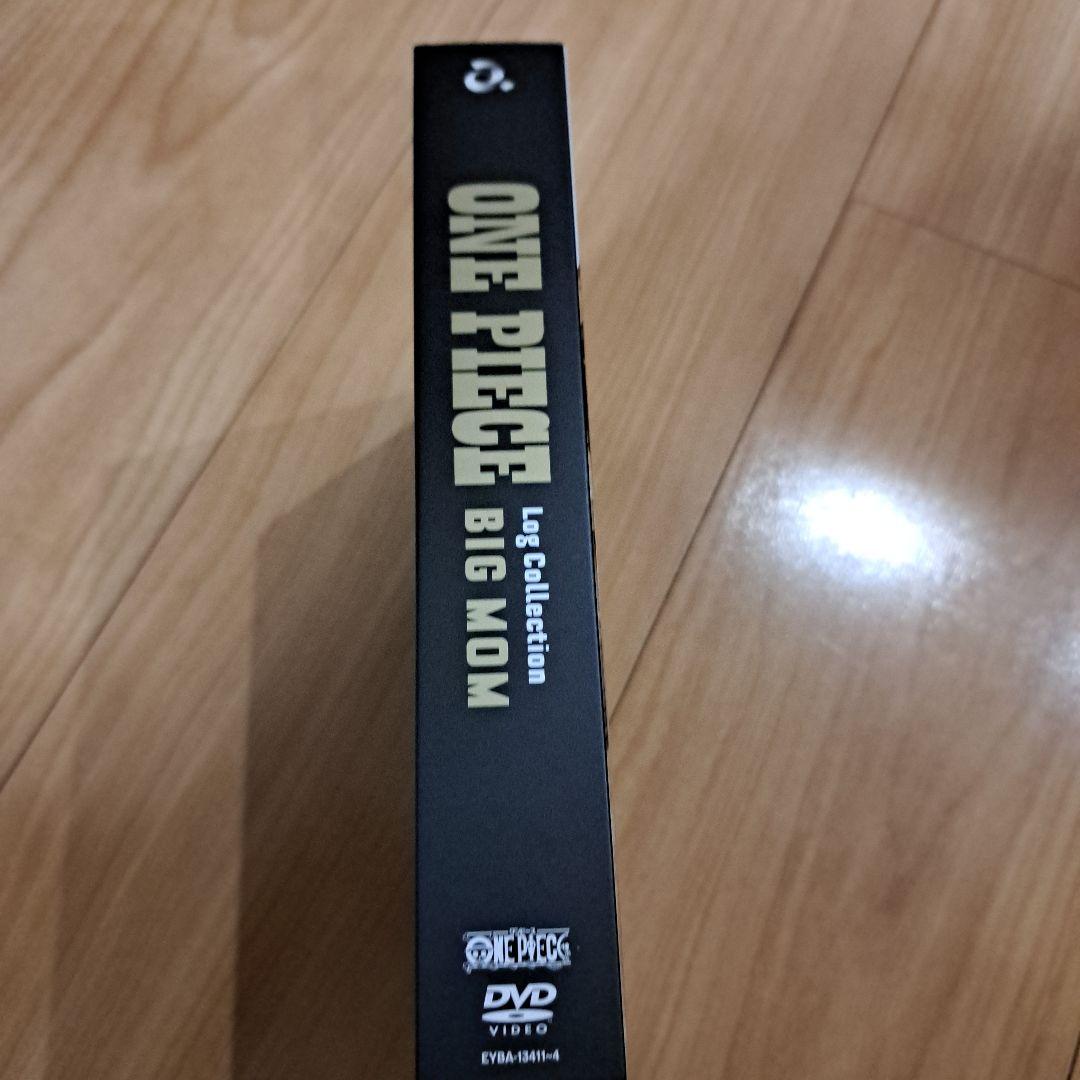 ONE PIECE
Log Collection
BIG MOM
ONE PIECE
DVD
VIDEO
EYBA-13411~4